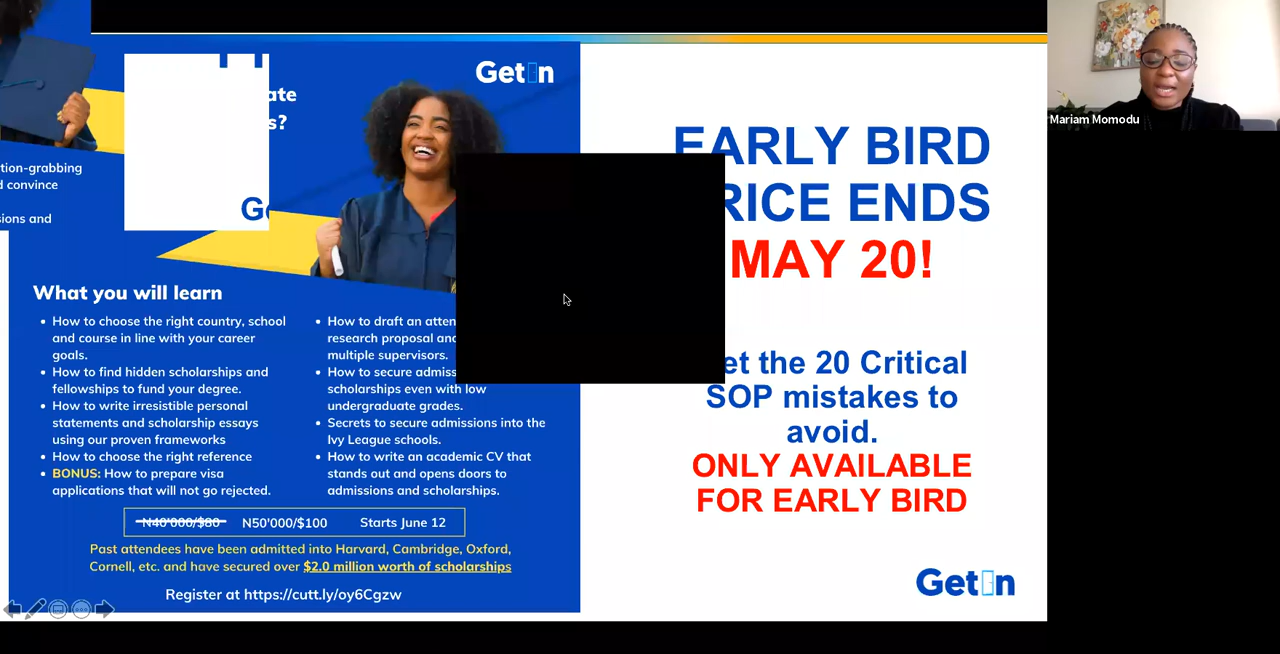 tion-grabbing
d convince
sions and
ate
s?
GetIn
What you will learn
How to choose the right country, school
and course in line with your career
goals.
How to find hidden scholarships and
fellowships to fund your degree.
How to write irresistible personal
statements and scholarship essays
using our proven frameworks
How to choose the right reference
BONUS: How to prepare visa
applications that will not go rejected.
How to draft an atten
research proposal and
multiple supervisors.
How to secure admiss
scholarships even with low
undergraduate grades.
Secrets to secure admissions into the
Ivy League schools.
How to write an academic CV that
stands out and opens doors to
admissions and scholarships.
N40'000/$80 N50'000/$100 Starts June 12
Past attendees have been admitted into Harvard, Cambridge, Oxford,
Cornell, etc. and have secured over $2.0 million worth of scholarships
Register at https://cutt.ly/oy6Cgzw
EARLY BIRD
RICE ENDS
MAY 20!
et the 20 Critical
SOP mistakes to
avoid.
ONLY AVAILABLE
FOR EARLY BIRD
GetIn
Mariam Momodu